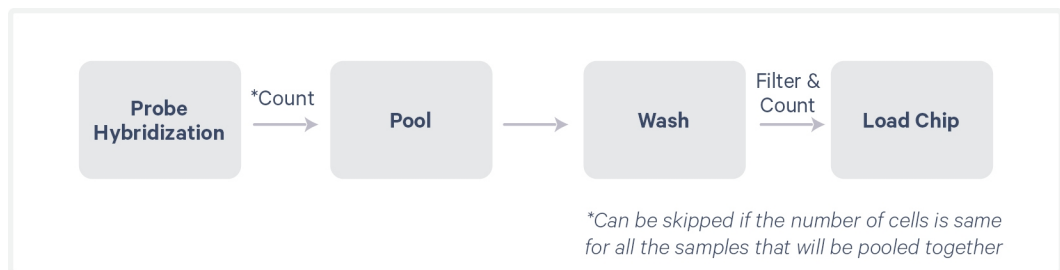 Probe
Hybridization
*Count
Pool
Wash
Filter &
Count
Load Chip
*Can be skipped if the number of cells is same
for all the samples that will be pooled together